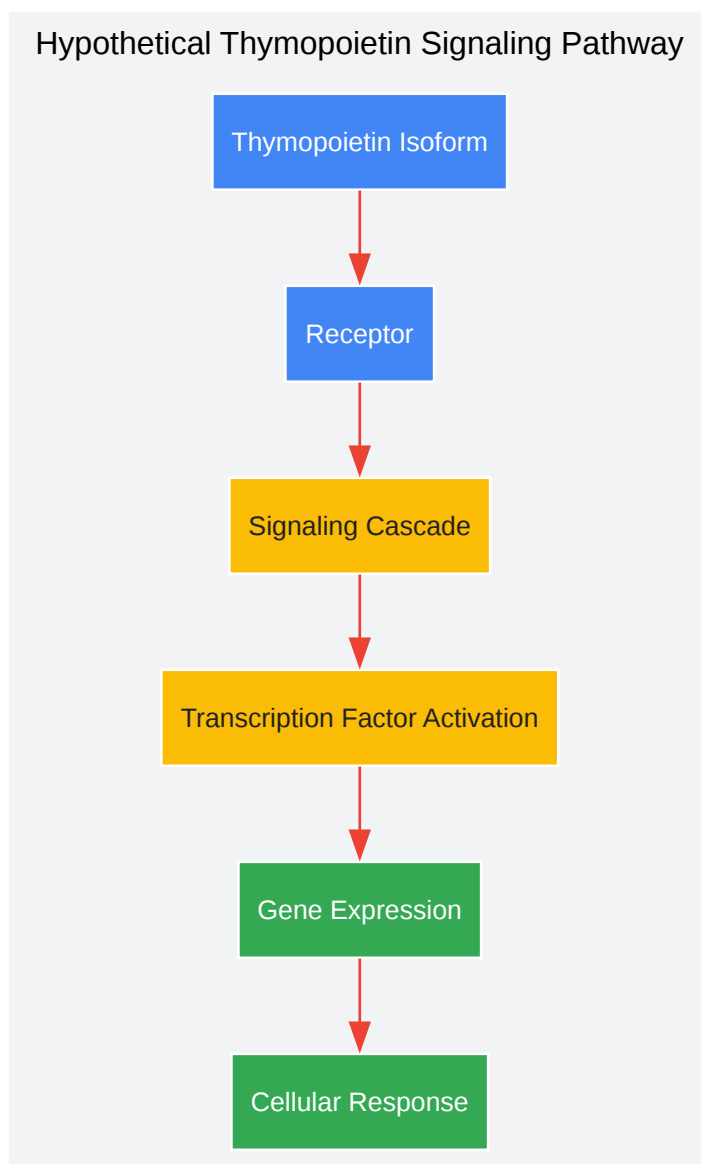 Hypothetical Thymopoietin Signaling Pathway
Thymopoietin Isoform
Receptor
Signaling Cascade
Transcription Factor Activation
Gene Expression
Cellular Response